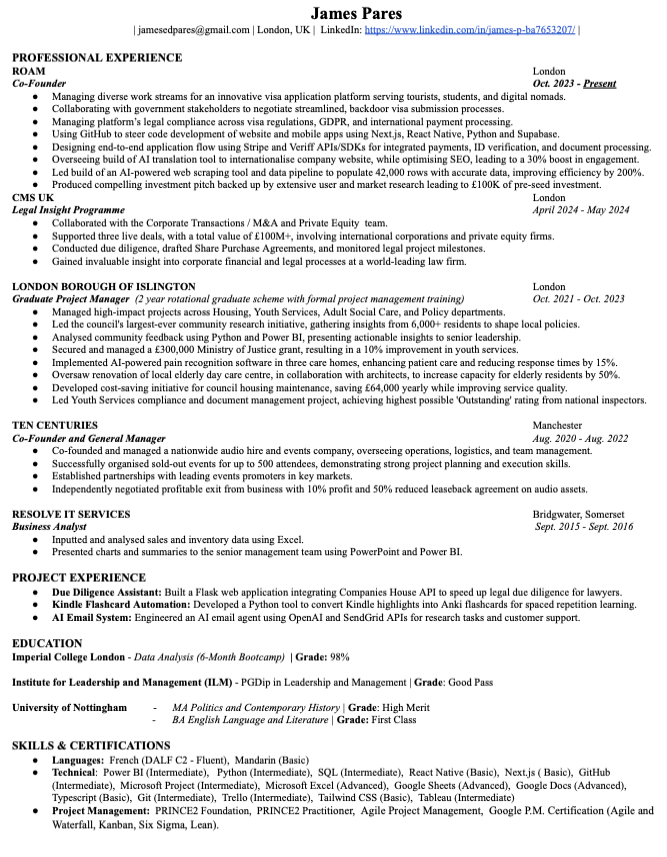 James Pares
| jamesedpares@gmail.com | London, UK | LinkedIn: https://www.linkedin.com/in/james-p-ba7653207/ |
PROFESSIONAL EXPERIENCE
ROAM London
Co-Founder Oct. 2023 - Present
● Managing diverse work streams for an innovative visa application platform serving tourists, students, and digital nomads.
● Collaborating with government stakeholders to negotiate streamlined, backdoor visa submission processes.
● Managing platform's legal compliance across visa regulations, GDPR, and international payment processing.
● Using GitHub to steer code development of website and mobile apps using Next.js, React Native, Python and Supabase.
● Designing end-to-end application flow using Stripe and Veriff APIs/SDKs for integrated payments, ID verification, and document processing.
● Overseeing build of AI translation tool to internationalise company website, while optimising SEO, leading to a 30% boost in engagement.
● Led build of an AI-powered web scraping tool and data pipeline to populate 42,000 rows with accurate data, improving efficiency by 200%.
● Produced compelling investment pitch backed up by extensive user and market research leading to £100K of pre-seed investment.
CMS UK London
Legal Insight Programme April 2024 - May 2024
● Collaborated with the Corporate Transactions / M&A and Private Equity team.
● Supported three live deals, with a total value of £100M+, involving international corporations and private equity firms.
● Conducted due diligence, drafted Share Purchase Agreements, and monitored legal project milestones.
● Gained invaluable insight into corporate financial and legal processes at a world-leading law firm.
LONDON BOROUGH OF ISLINGTON London
Graduate Project Manager (2 year rotational graduate scheme with formal project management training) Oct. 2021 - Oct. 2023
● Managed high-impact projects across Housing, Youth Services, Adult Social Care, and Policy departments.
● Led the council's largest-ever community research initiative, gathering insights from 6,000+ residents to shape local policies.
● Analysed community feedback using Python and Power BI, presenting actionable insights to senior leadership.
● Secured and managed a £300,000 Ministry of Justice grant, resulting in a 10% improvement in youth services.
● Implemented AI-powered pain recognition software in three care homes, enhancing patient care and reducing response times by 15%.
● Oversaw renovation of local elderly day care centre, in collaboration with architects, to increase capacity for elderly residents by 50%.
● Developed cost-saving initiative for council housing maintenance, saving £64,000 yearly while improving service quality.
● Led Youth Services compliance and document management project, achieving highest possible 'Outstanding' rating from national inspectors.
TEN CENTURIES Manchester
Co-Founder and General Manager Aug. 2020 - Aug. 2022
● Co-founded and managed a nationwide audio hire and events company, overseeing operations, logistics, and team management.
● Successfully organised sold-out events for up to 500 attendees, demonstrating strong project planning and execution skills.
● Established partnerships with leading events promoters in key markets.
● Independently negotiated profitable exit from business with 10% profit and 50% reduced leaseback agreement on audio assets.
RESOLVE IT SERVICES Bridgwater, Somerset
Business Analyst Sept. 2015 - Sept. 2016
● Inputted and analysed sales and inventory data using Excel.
● Presented charts and summaries to the senior management team using PowerPoint and Power BI.
PROJECT EXPERIENCE
● Due Diligence Assistant: Built a Flask web application integrating Companies House API to speed up legal due diligence for lawyers.
● Kindle Flashcard Automation: Developed a Python tool to convert Kindle highlights into Anki flashcards for spaced repetition learning.
● AI Email System: Engineered an AI email agent using OpenAI and SendGrid APIs for research tasks and customer support.
EDUCATION
Imperial College London - Data Analysis (6-Month Bootcamp) | Grade: 98%
Institute for Leadership and Management (ILM) - PGDip in Leadership and Management | Grade: Good Pass
University of Nottingham - MA Politics and Contemporary History | Grade: High Merit
- BA English Language and Literature | Grade: First Class
SKILLS & CERTIFICATIONS
● Languages: French (DALF C2 - Fluent), Mandarin (Basic)
● Technical: Power BI (Intermediate), Python (Intermediate), SQL (Intermediate), React Native (Basic), Next.js ( Basic), GitHub
(Intermediate), Microsoft Project (Intermediate), Microsoft Excel (Advanced), Google Sheets (Advanced), Google Docs (Advanced),
Typescript (Basic), Git (Intermediate), Trello (Intermediate), Tailwind CSS (Basic), Tableau (Intermediate)
● Project Management: PRINCE2 Foundation, PRINCE2 Practitioner, Agile Project Management, Google P.M. Certification (Agile and
Waterfall, Kanban, Six Sigma, Lean).